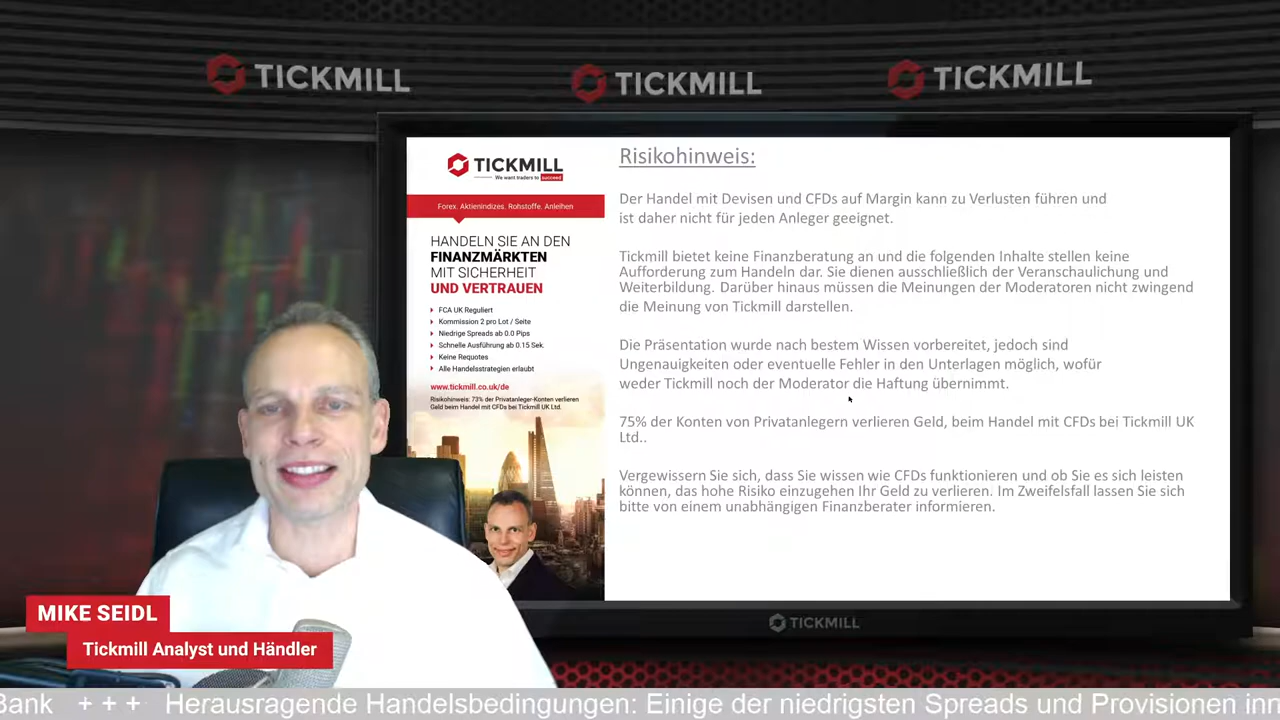 TICKMILL
TICKMILL
TICKMILL
TICKMILL
We want traders to succeed
Forex. Aktienindizes. Rohstoffe. Anleihen
HANDELN SIE AN DEN
FINANZMÄRKTEN
MIT SICHERHEIT
UND VERTRAUEN
FCA UK Reguliert
Kommission 2 pro Lot / Seite
Niedrige Spreads ab 0.0 Pips
Schnelle Ausführung ab 0.15 Sek.
Keine Requotes
Alle Handelsstrategien erlaubt
www.tickmill.co.uk/de
Risikohinweis: 73% der Privatanleger-Konten verlieren
Geld beim Handel mit CFDs bei Tickmill UK Ltd.
Risikohinweis:
Der Handel mit Devisen und CFDs auf Margin kann zu Verlusten führen und
ist daher nicht für jeden Anleger geeignet.
Tickmill bietet keine Finanzberatung an und die folgenden Inhalte stellen keine
Aufforderung zum Handeln dar. Sie dienen ausschließlich der Veranschaulichung und
Weiterbildung. Darüber hinaus müssen die Meinungen der Moderatoren nicht zwingend
die Meinung von Tickmill darstellen.
Die Präsentation wurde nach bestem Wissen vorbereitet, jedoch sind
Ungenauigkeiten oder eventuelle Fehler in den Unterlagen möglich, wofür
weder Tickmill noch der Moderator die Haftung übernimmt.
75% der Konten von Privatanlegern verlieren Geld, beim Handel mit CFDs bei Tickmill UK
Ltd..
Vergewissern Sie sich, dass Sie wissen wie CFDs funktionieren und ob Sie es sich leisten
können, das hohe Risiko einzugehen Ihr Geld zu verlieren. Im Zweifelsfall lassen Sie sich
bitte von einem unabhängigen Finanzberater informieren.
TICKMILL
MIKE SEIDL
Tickmill Analyst und Händler
Bank +++ Herausragende Handelsbedingungen: Einige der niedrigsten Spreads und Provisionen inn